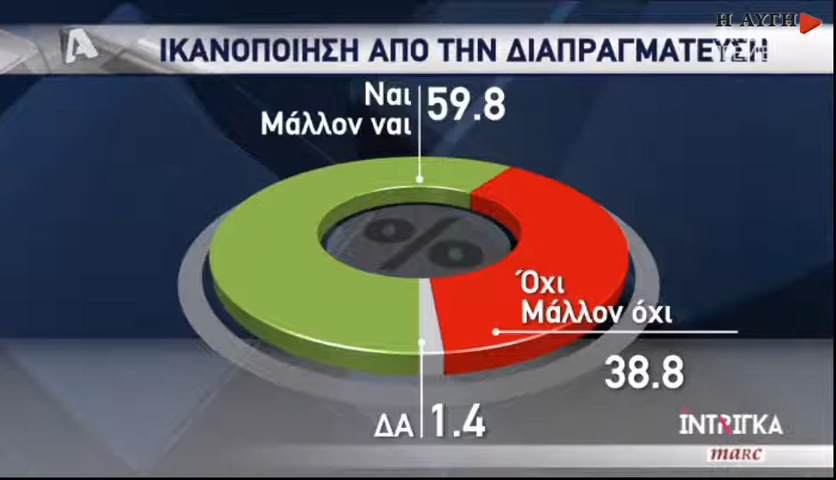 Η ΑΥΓΗ
ΙΚΑΝΟΠΟΙΗΣΗ ΑΠΟ ΤΗΝ ΔΙΑΠΡΑΓΜΑΤΕΥΣΗ
Ναι
Μάλλον ναι
59.8
%
Όχι
Μάλλον όχι
38.8
ΔΑ
1.4
ΙΝΤΡΙΓΚΑ
marc